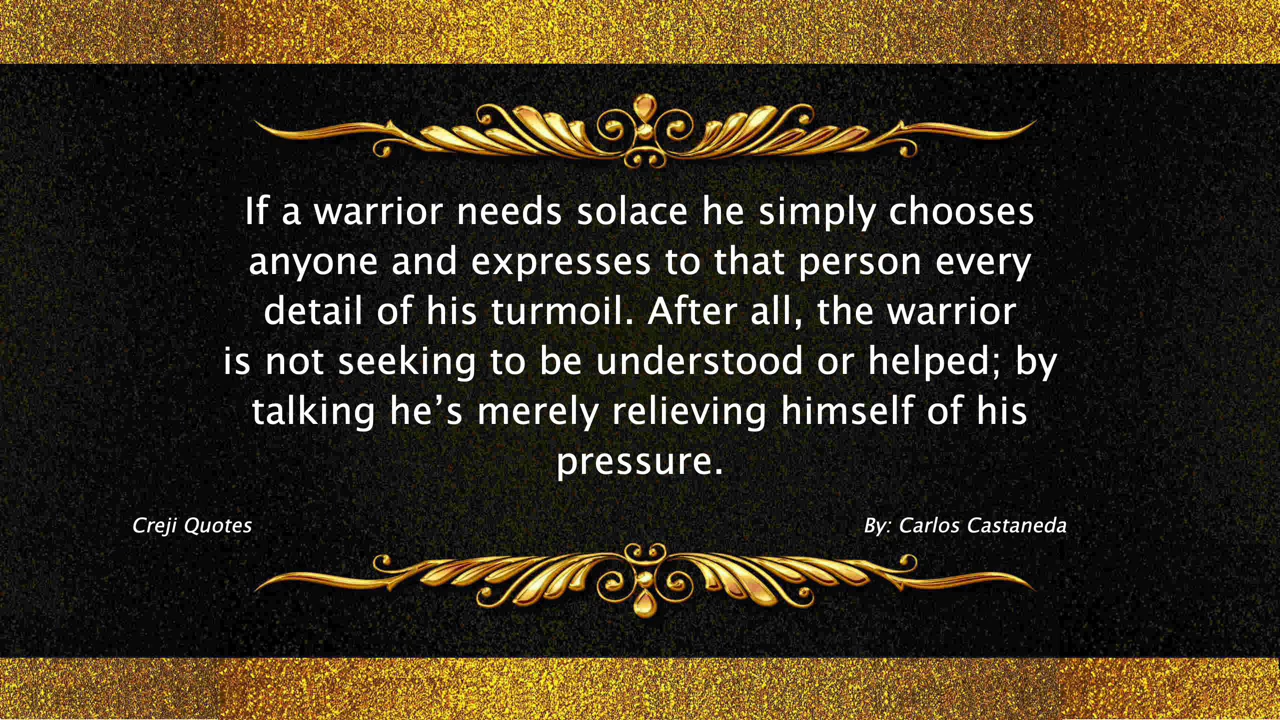 If a warrior needs solace he simply chooses
anyone and expresses to that person every
detail of his turmoil. After all, the warrior
is not seeking to be understood or helped; by
talking he’s merely relieving himself of his
pressure.
Creji Quotes
By: Carlos Castaneda